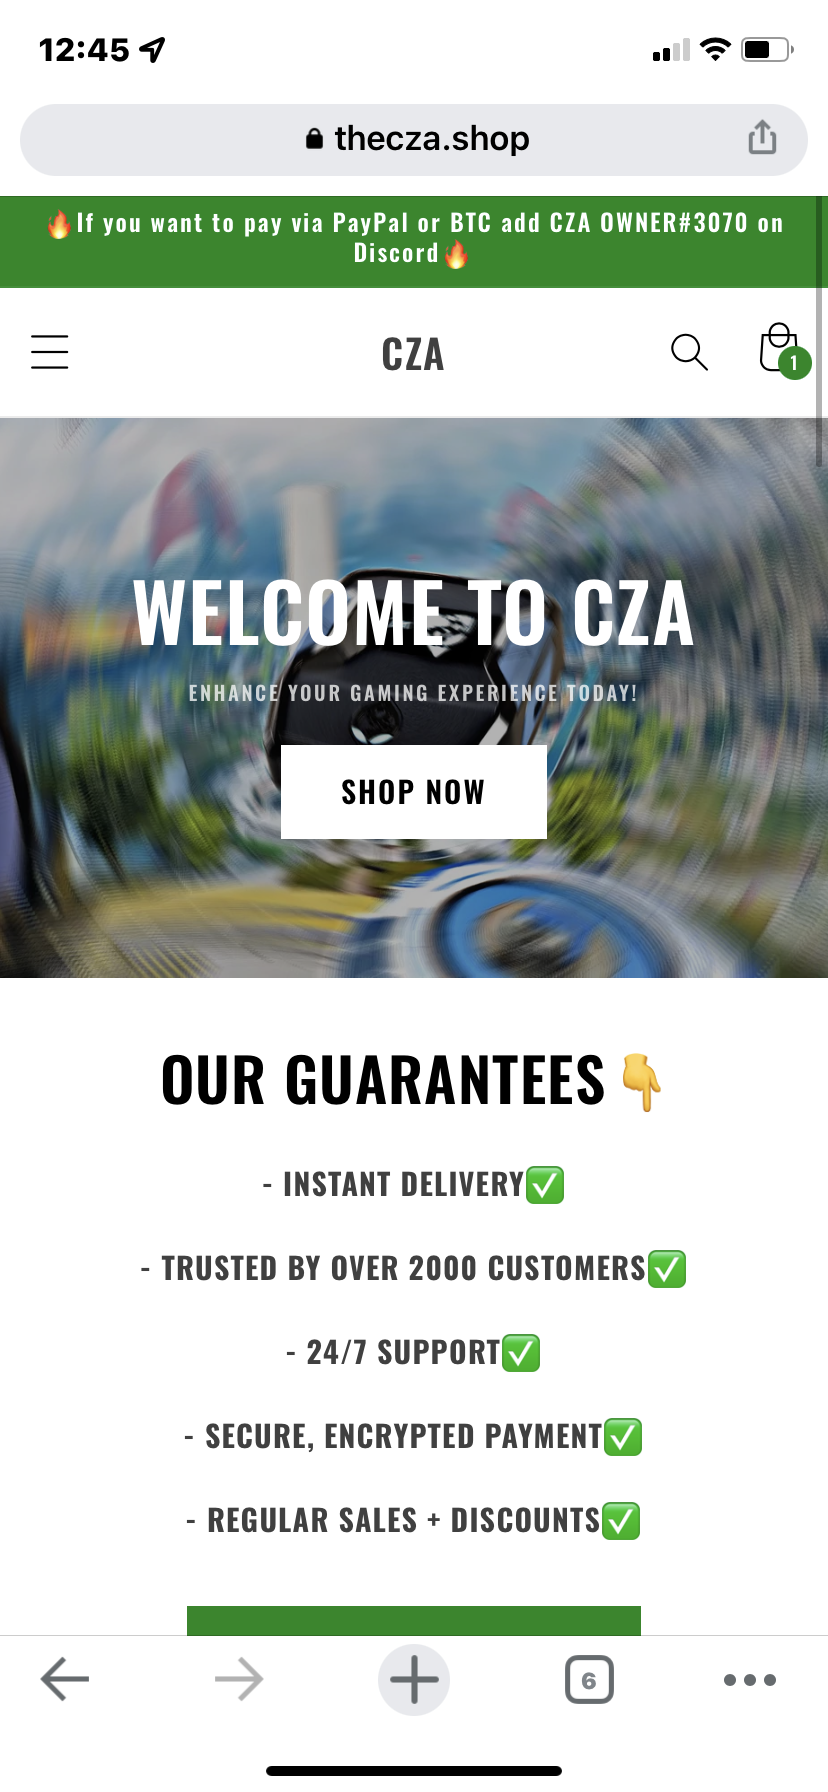 12:45
thecza.shop
🔥If you want to pay via PayPal or BTC add CZA OWNER#3070 on
Discord🔥
CZA
1
WELCOME TO CZA
ENHANCE YOUR GAMING EXPERIENCE TODAY!
SHOP NOW
OUR GUARANTEES👇
- INSTANT DELIVERY✅
- TRUSTED BY OVER 2000 CUSTOMERS✅
- 24/7 SUPPORT✅
- SECURE, ENCRYPTED PAYMENT✅
- REGULAR SALES + DISCOUNTS✅
6